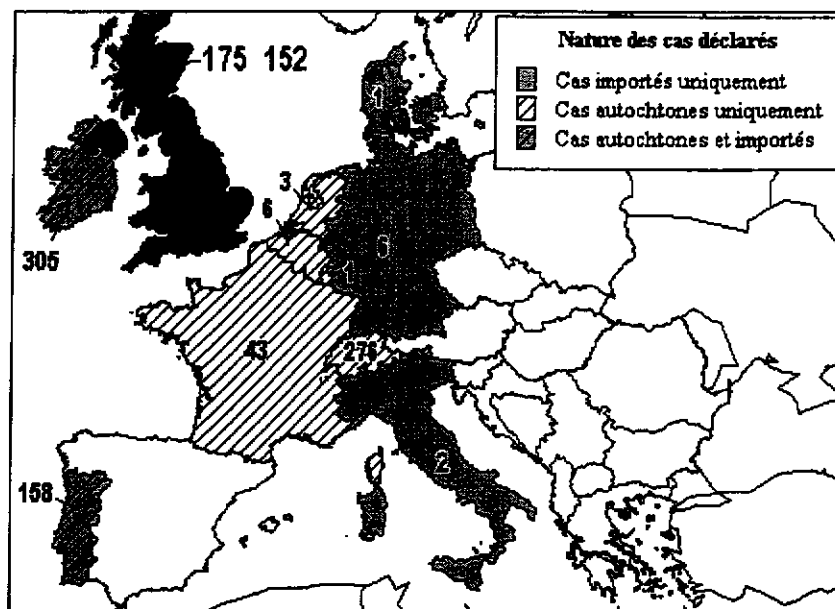 Nature des cas déclarés
Cas importés uniquement
Cas autochtones uniquement
Cas autochtones et importés
175 152
1
3
6
6
305
1
43
276
2
158